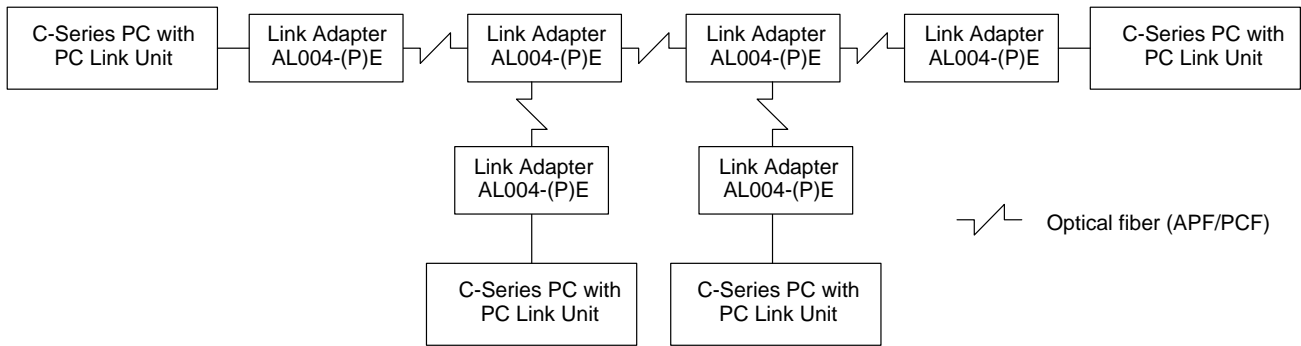 C-Series PC with
PC Link Unit
Link Adapter
AL004-(P)E
Link Adapter
AL004-(P)E
Link Adapter
AL004-(P)E
Link Adapter
AL004-(P)E
C-Series PC with
PC Link Unit
Link Adapter
AL004-(P)E
Link Adapter
AL004-(P)E
Optical fiber (APF/PCF)
C-Series PC with
PC Link Unit
C-Series PC with
PC Link Unit